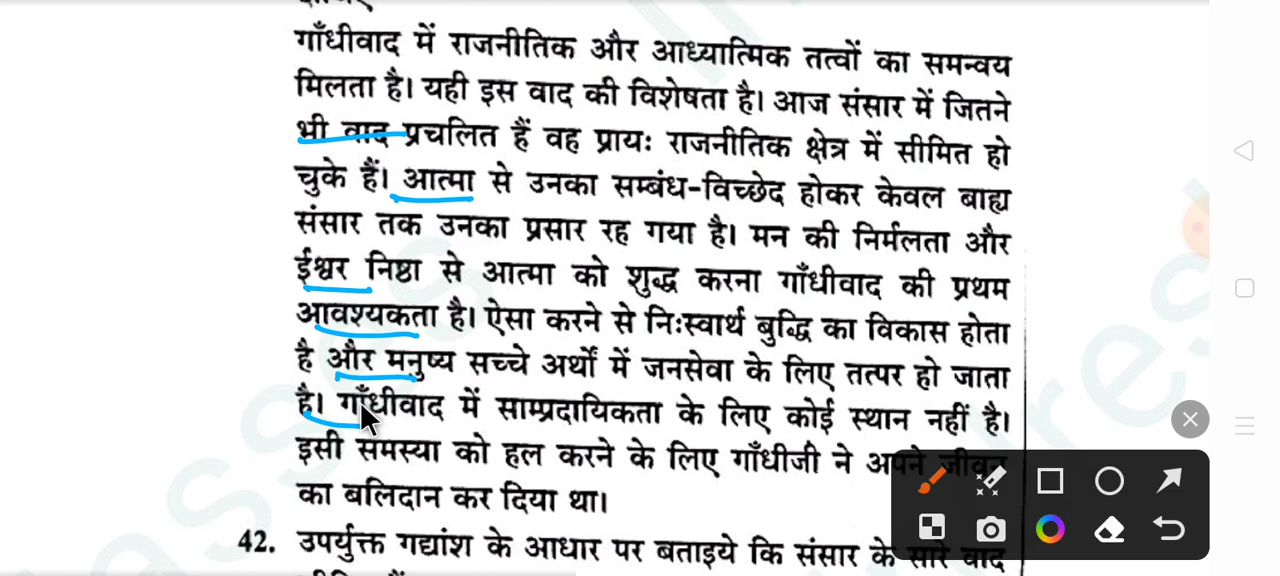 गाँधीवाद में राजनीतिक और आध्यात्मिक तत्वों का समन्वय
मिलता है। यही इस वाद की विशेषता है। आज संसार में जितने
भी वाद प्रचलित हैं वह प्रायः राजनीतिक क्षेत्र में सीमित हो
चुके हैं। आत्मा से उनका सम्बंध-विच्छेद होकर केवल बाह्य
संसार तक उनका प्रसार रह गया है। मन की निर्मलता और
ईश्वर निष्ठा से आत्मा को शुद्ध करना गाँधीवाद की प्रथम
आवश्यकता है। ऐसा करने से निःस्वार्थ बुद्धि का विकास होता
है और मनुष्य सच्चे अर्थों में जनसेवा के लिए तत्पर हो जाता
है। गाँधीवाद में साम्प्रदायिकता के लिए कोई स्थान नहीं है।
इसी समस्या को हल करने के लिए गाँधीजी ने अपने जीवन
का बलिदान कर दिया था।
42. उपर्युक्त गद्यांश के आधार पर बताइये कि संसार के सारे वाद